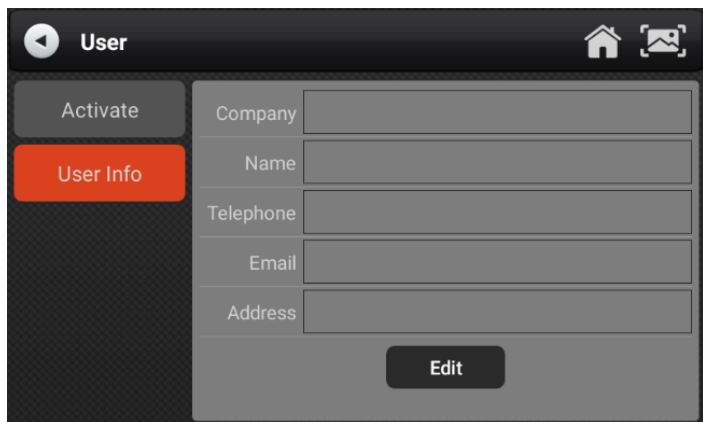 User
Activate
User Info
Company
Name
Telephone
Email
Address
Edit